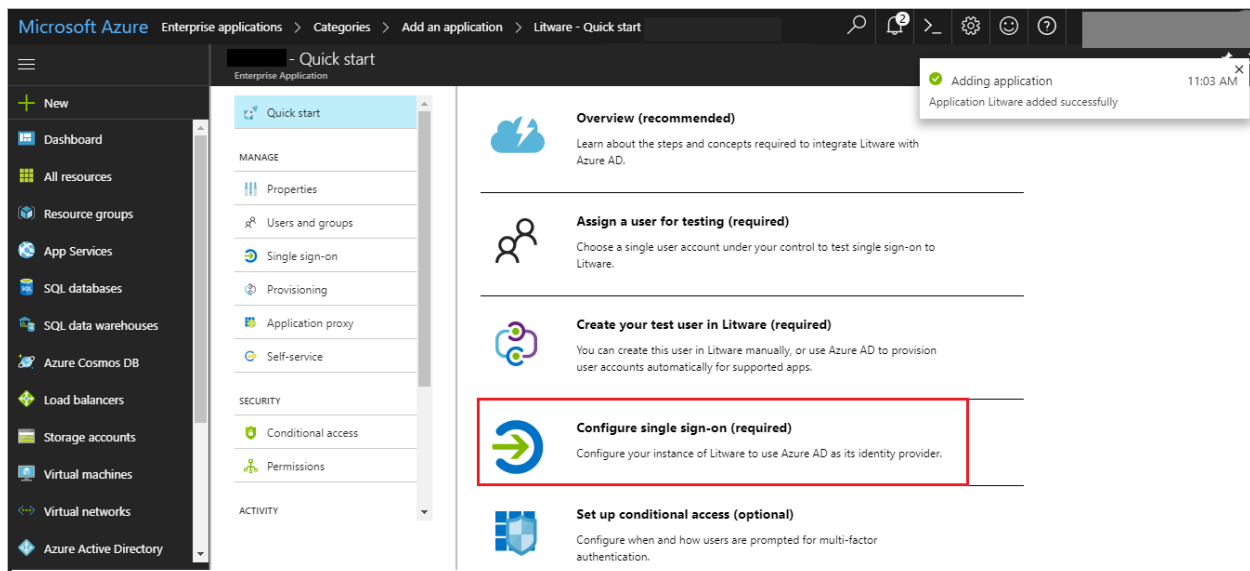 Microsoft Azure Enterprise applications > Categories > Add an application > Litware - Quick start
2
- Quick start
Enterprise Application
Adding application 11:03 AM
Application Litware added successfully
New
Dashboard
All resources
Resource groups
App Services
SQL databases
SQL data warehouses
Azure Cosmos DB
Load balancers
Storage accounts
Virtual machines
Virtual networks
Azure Active Directory
Quick start
MANAGE
Properties
Users and groups
Single sign-on
Provisioning
Application proxy
Self-service
SECURITY
Conditional access
Permissions
ACTIVITY
Overview (recommended)
Learn about the steps and concepts required to integrate Litware with
Azure AD.
Assign a user for testing (required)
Choose a single user account under your control to test single sign-on to
Litware.
Create your test user in Litware (required)
You can create this user in Litware manually, or use Azure AD to provision
user accounts automatically for supported apps.
Configure single sign-on (required)
Configure your instance of Litware to use Azure AD as its identity provider.
Set up conditional access (optional)
Configure when and how users are prompted for multi-factor
authentication.